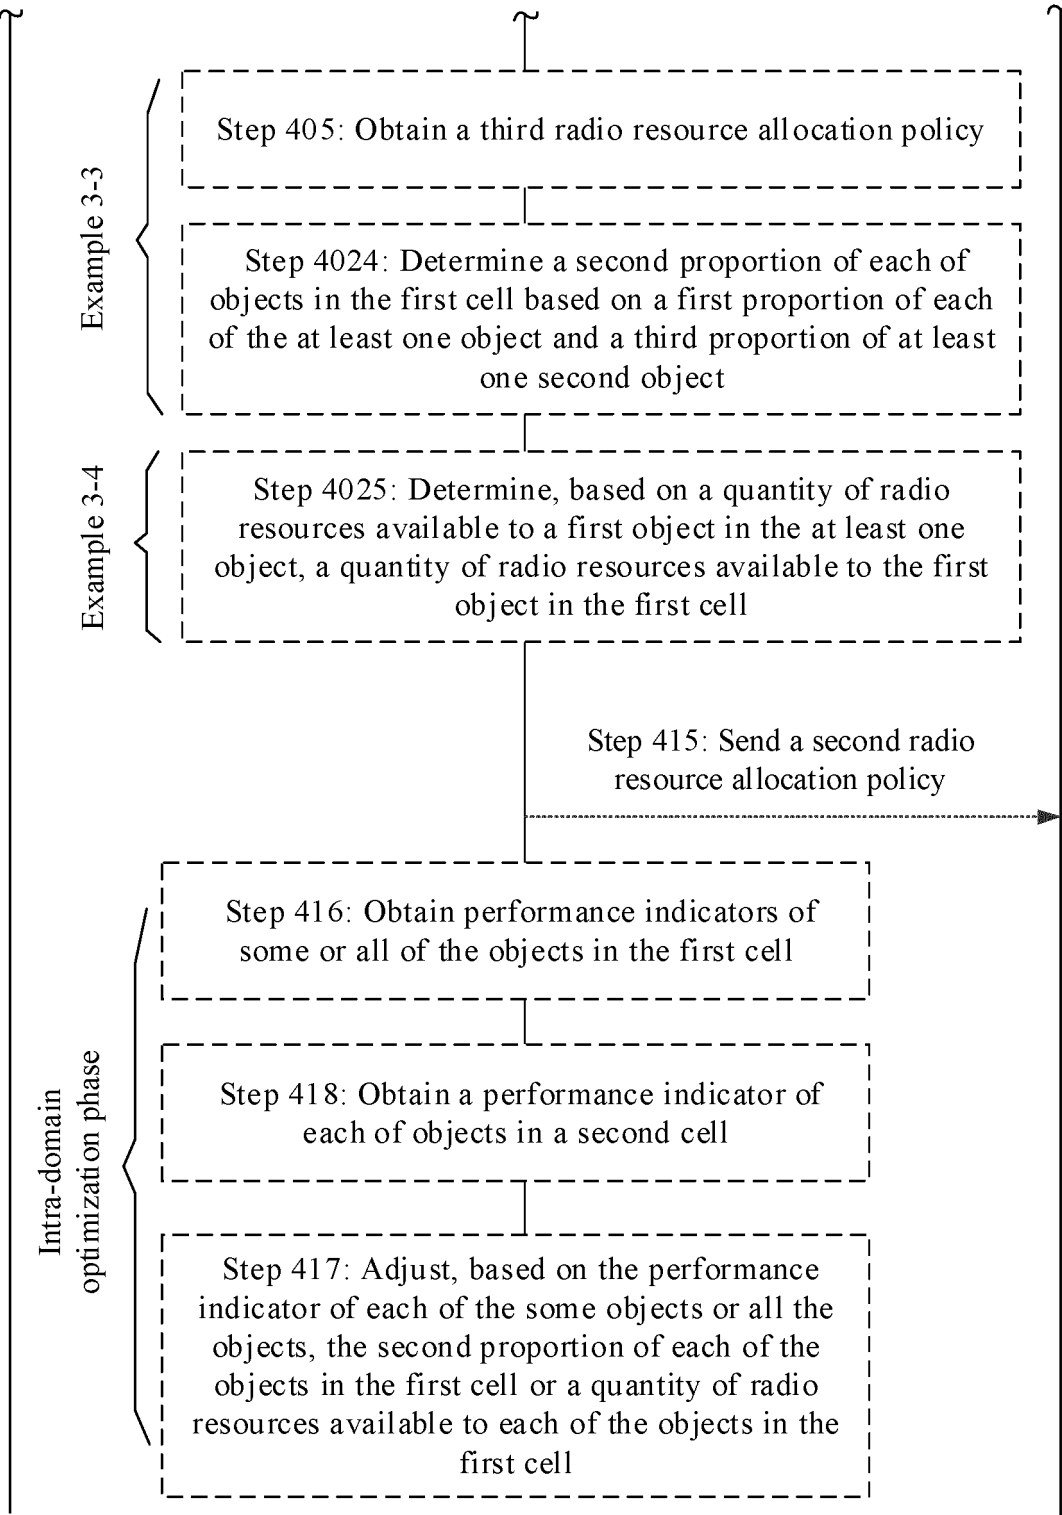 Example 3-3
Step 405: Obtain a third radio resource allocation policy
Step 4024: Determine a second proportion of each of
objects in the first cell based on a first proportion of each
of the at least one object and a third proportion of at least
one second object
Example 3-4
Step 4025: Determine, based on a quantity of radio
resources available to a first object in the at least one
object, a quantity of radio resources available to the first
object in the first cell
Step 415: Send a second radio
resource allocation policy
Intra-domain
optimization phase
Step 416: Obtain performance indicators of
some or all of the objects in the first cell
Step 418: Obtain a performance indicator of
each of objects in a second cell
Step 417: Adjust, based on the performance
indicator of each of the some objects or all the
objects, the second proportion of each of the
objects in the first cell or a quantity of radio
resources available to each of the objects in the
first cell